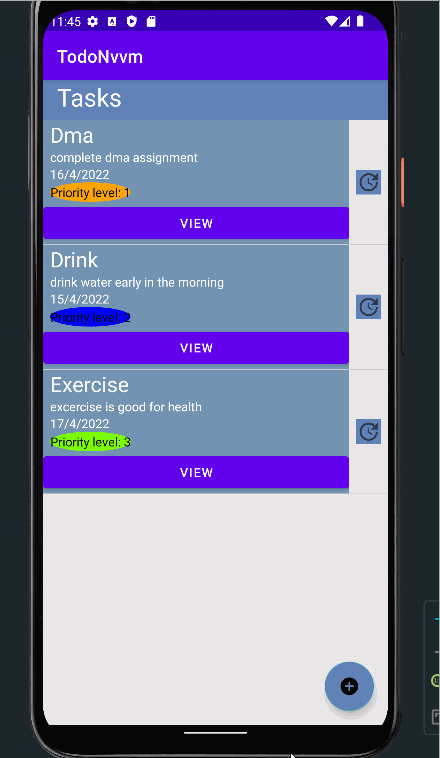 11:45
TodoNvvm
Tasks
Dma
complete dma assignment
16/4/2022
Priority level: 1
VIEW
Drink
drink water early in the morning
15/4/2022
Priority level: 2
VIEW
Exercise
excercise is good for health
17/4/2022
Priority level: 3
VIEW